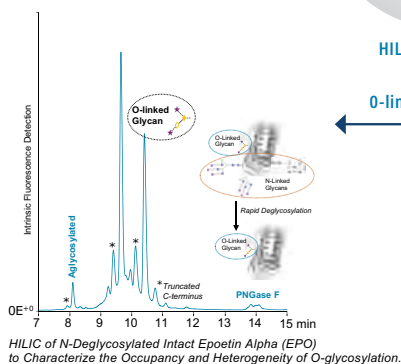 HILIC
O-lin
Intrinsic Fluorescence Detection
O-linked
Glycan
O-Linked
Glycan
N-Linked
Glycans
Rapid Deglycosylation
O-Linked
Glycan
Aglycosylated
*
*
*
* Truncated
C-terminus
PNGase F
0E+0
7 8 9 10 11 12 13 14 15 min
HILIC of N-Deglycosylated Intact Epoetin Alpha (EPO)
to Characterize the Occupancy and Heterogeneity of O-glycosylation.